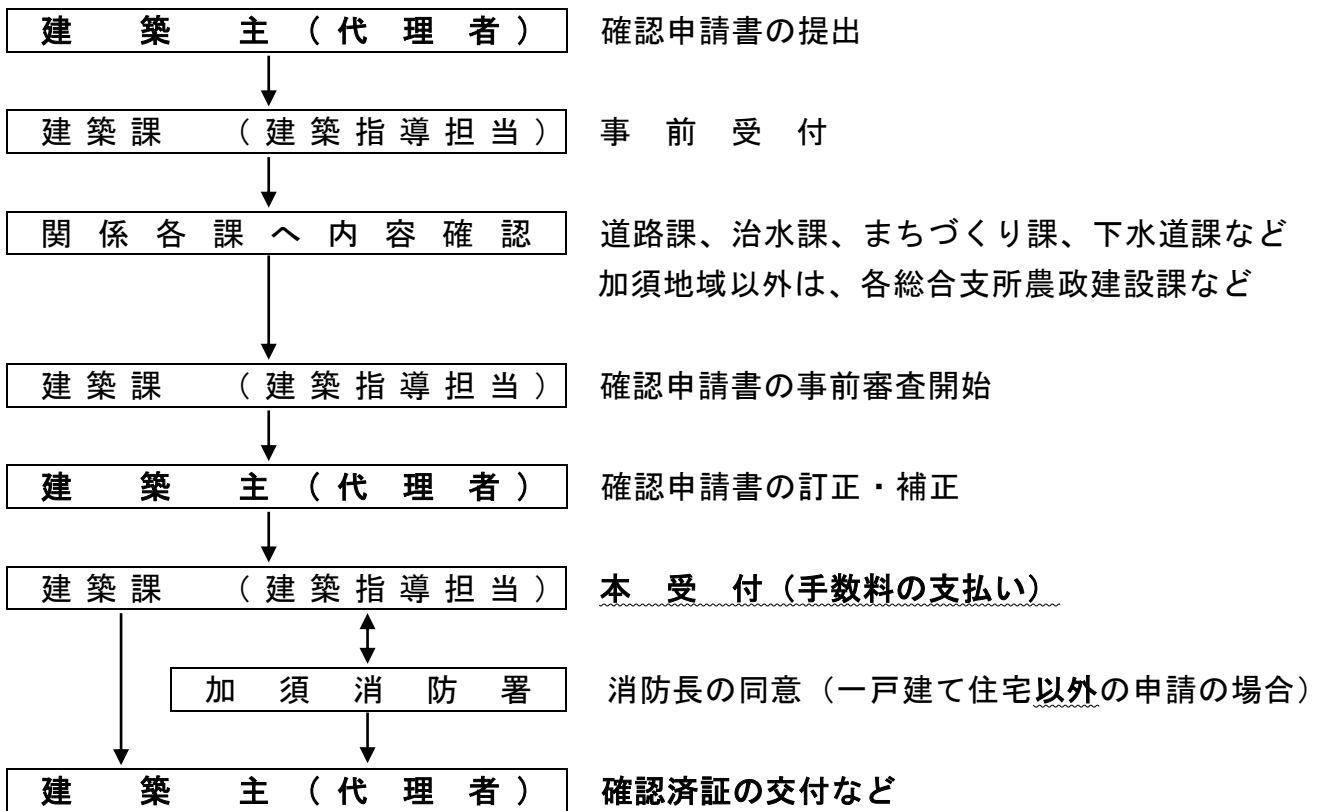 建築主（代理者） 確認申請書の提出
建築課（建築指導担当） 事前受付
関係各課へ内容確認 道路課、治水課、まちづくり課、下水道課など
加須地域以外は、各総合支所農政建設課など
建築課（建築指導担当） 確認申請書の事前審査開始
建築主（代理者） 確認申請書の訂正・補正
建築課（建築指導担当） 本受付（手数料の支払い）
加須消防署 消防長の同意（一戸建て住宅以外の申請の場合）
建築主（代理者） 確認済証の交付など